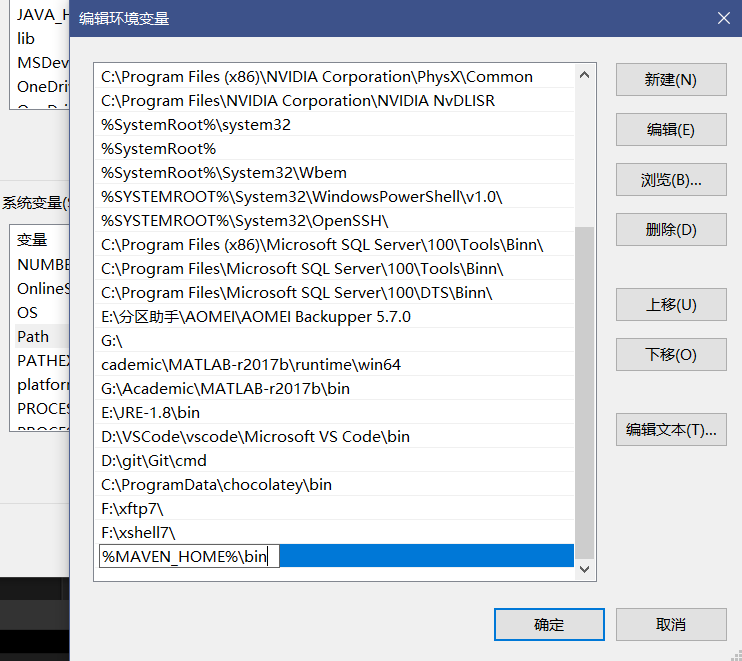 编辑环境变量
JAVA_H
lib
MSDev
OneDri
系统变量(S
变量
NUMBE
OnlineS
OS
Path
PATHEX
platform
PROCES
C:\Program Files (x86)\NVIDIA Corporation\PhysX\Common
C:\Program Files\NVIDIA Corporation\NVIDIA NvDLISR
%SystemRoot%\system32
%SystemRoot%
%SystemRoot%\System32\Wbem
%SYSTEMROOT%\System32\WindowsPowerShell\v1.0\
%SYSTEMROOT%\System32\OpenSSH\
C:\Program Files (x86)\Microsoft SQL Server\100\Tools\Binn\
C:\Program Files\Microsoft SQL Server\100\Tools\Binn\
C:\Program Files\Microsoft SQL Server\100\DTS\Binn\
E:\分区助手\AOMEI\AOMEI Backupper 5.7.0
G:\
cademic\MATLAB-r2017b\runtime\win64
G:\Academic\MATLAB-r2017b\bin
E:\JRE-1.8\bin
D:\VSCode\vscode\Microsoft VS Code\bin
D:\git\Git\cmd
C:\ProgramData\chocolatey\bin
F:\xftp7\
F:\xshell7\
%MAVEN_HOME%\bin
新建(N)
编辑(E)
浏览(B)...
删除(D)
上移(U)
下移(O)
编辑文本(T)...
确定
取消